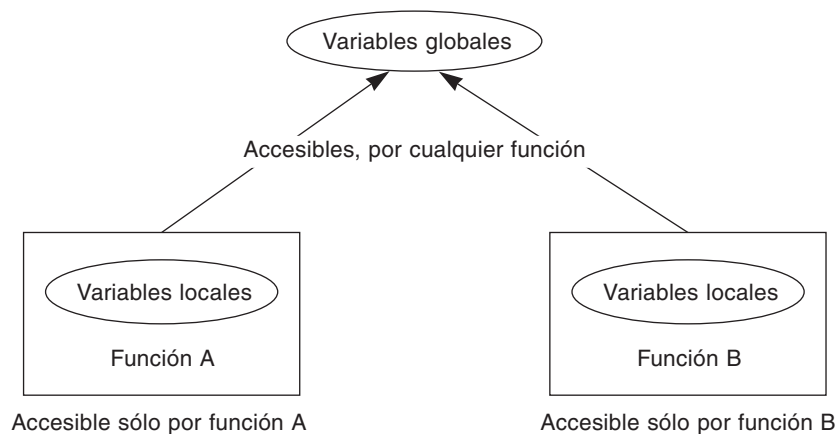 Variables globales
Accesibles, por cualquier función
Variables locales
Función A
Accesible sólo por función A
Variables locales
Función B
Accesible sólo por función B